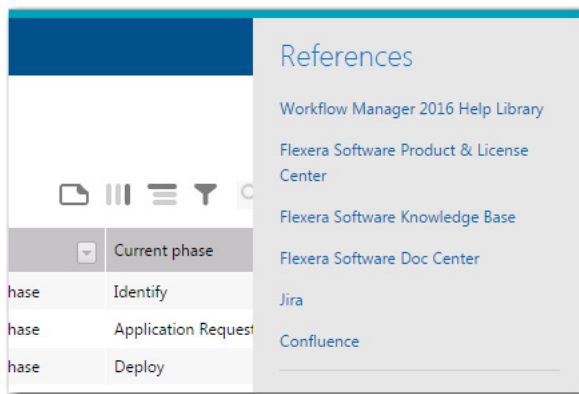 References
Workflow Manager 2016 Help Library
Flexera Software Product & License
Center
Flexera Software Knowledge Base
Flexera Software Doc Center
Jira
Confluence
Current phase
hase Identify
hase Application Request
hase Deploy